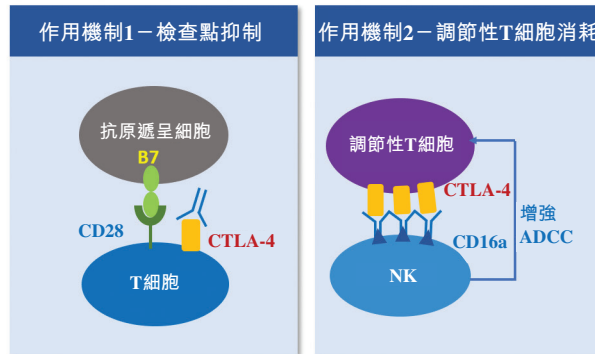 作用機制1－檢查點抑制
抗原遞呈細胞
B7
CD28
CTLA-4
T細胞
作用機制2－調節性T細胞消耗
調節性T細胞
CTLA-4
增強
ADCC
CD16a
NK